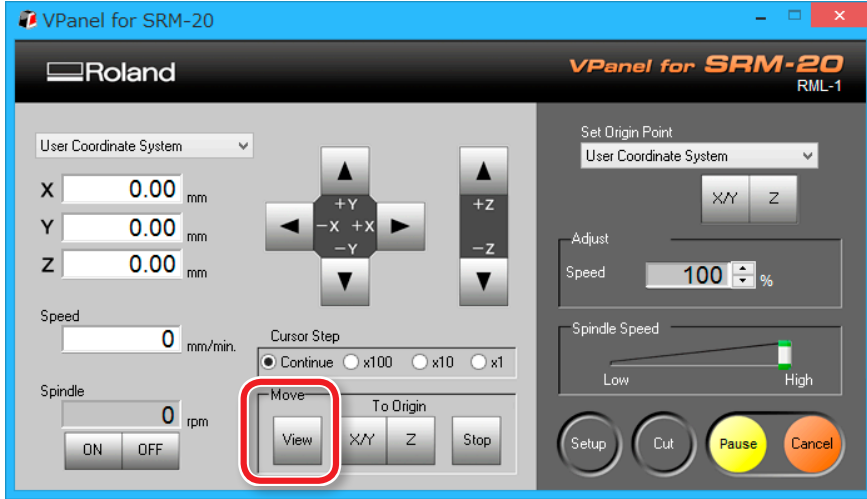 VPanel for SRM-20
Roland
VPanel for SRM-20
RML-1
User Coordinate System
X 0.00 mm
Y 0.00 mm
Z 0.00 mm
Speed
0 mm/min.
Spindle
0 rpm
ON OFF
+Y
-X +X
-Y
+Z
-Z
Cursor Step
Continue x100 x10 x1
Move
To Origin
View X/Y Z Stop
Set Origin Point
User Coordinate System
X/Y Z
Adjust
Speed 100 %
Spindle Speed
Low High
Setup Cut Pause Cancel